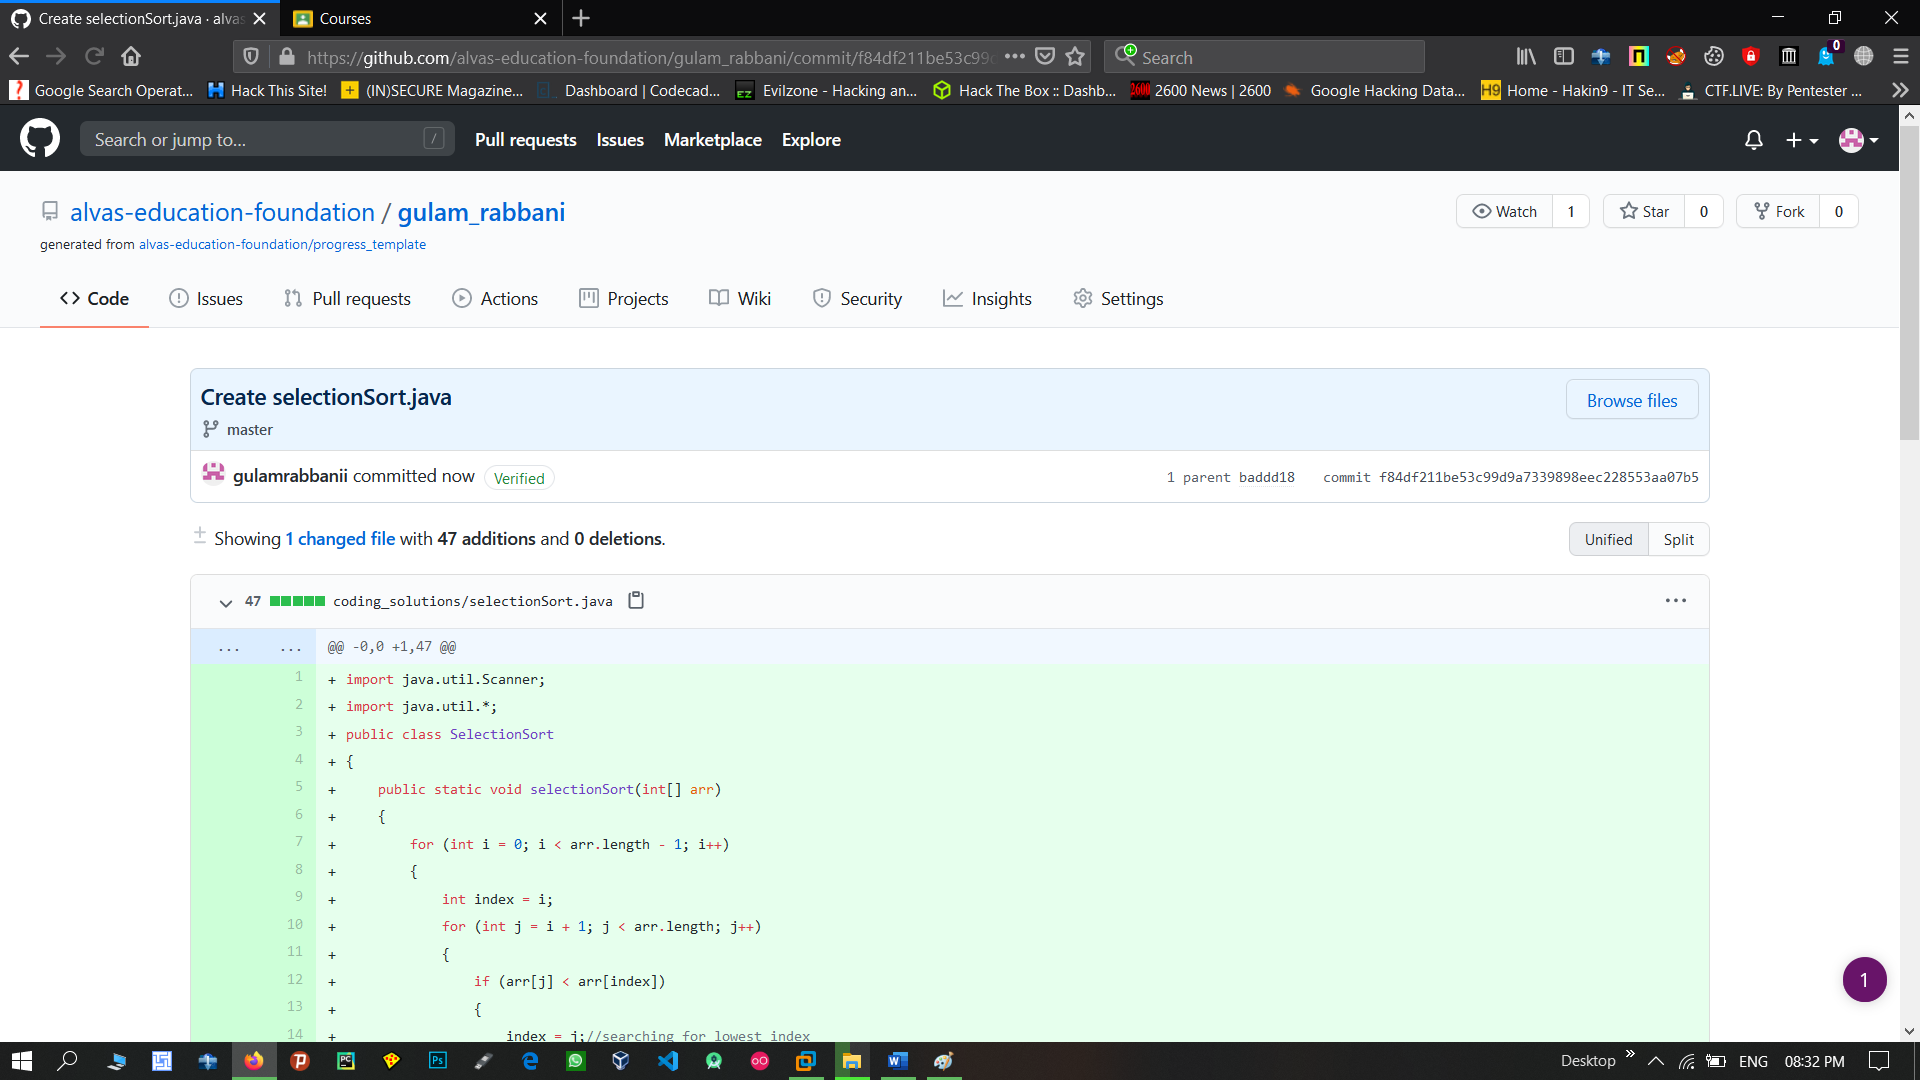 Create selectionSort.java · alvas
Courses
https://github.com/alvas-education-foundation/gulam_rabbani/commit/f84df211be53c99d
Search
Google Search Operat...
Hack This Site!
(IN)SECURE Magazine...
Dashboard | Codecad...
EZ
Evilzone - Hacking an...
Hack The Box :: Dashb...
2600
2600 News | 2600
Google Hacking Data...
H9
Home - Hakin9 - IT Se...
CTF.LIVE: By Pentester ...
0
Search or jump to...
/
Pull requests
Issues
Marketplace
Explore
alvas-education-foundation / gulam_rabbani
Watch 1
Star 0
Fork 0
generated from alvas-education-foundation/progress_template
Code
Issues
Pull requests
Actions
Projects
Wiki
Security
Insights
Settings
Create selectionSort.java
Browse files
master
gulamrabbanii committed now
Verified
1 parent baddd18
commit f84df211be53c99d9a7339898eec228553aa07b5
Showing 1 changed file with 47 additions and 0 deletions.
Unified
Split
47
coding_solutions/selectionSort.java
...
... ... @@ -0,0 +1,47 @@
1 + import java.util.Scanner;
2 + import java.util.*;
3 + public class SelectionSort
4 + {
5 + public static void selectionSort(int[] arr)
6 + {
7 + for (int i = 0; i < arr.length - 1; i++)
8 + {
9 + int index = i;
10 + for (int j = i + 1; j < arr.length; j++)
11 + {
12 + if (arr[j] < arr[index])
13 + {
14 + index = j;//searching for lowest index
1
Desktop
ENG
08:32 PM